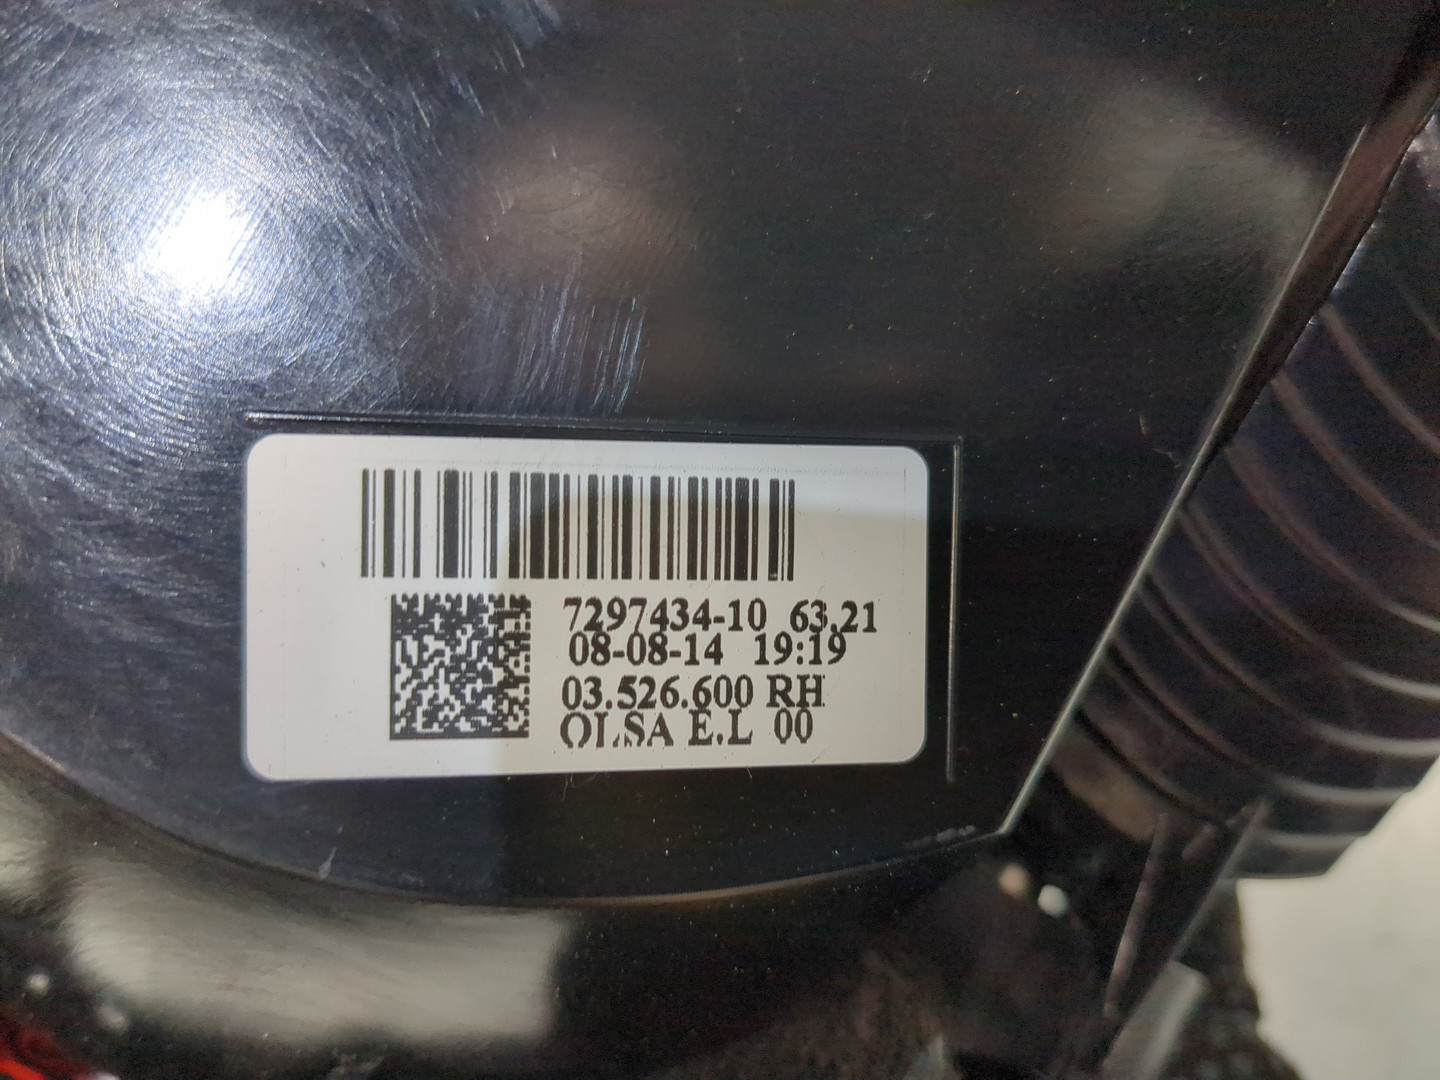 7297434-10 63.21
08-08-14 19:19
03.526.600 RH
OLSA E.L 00